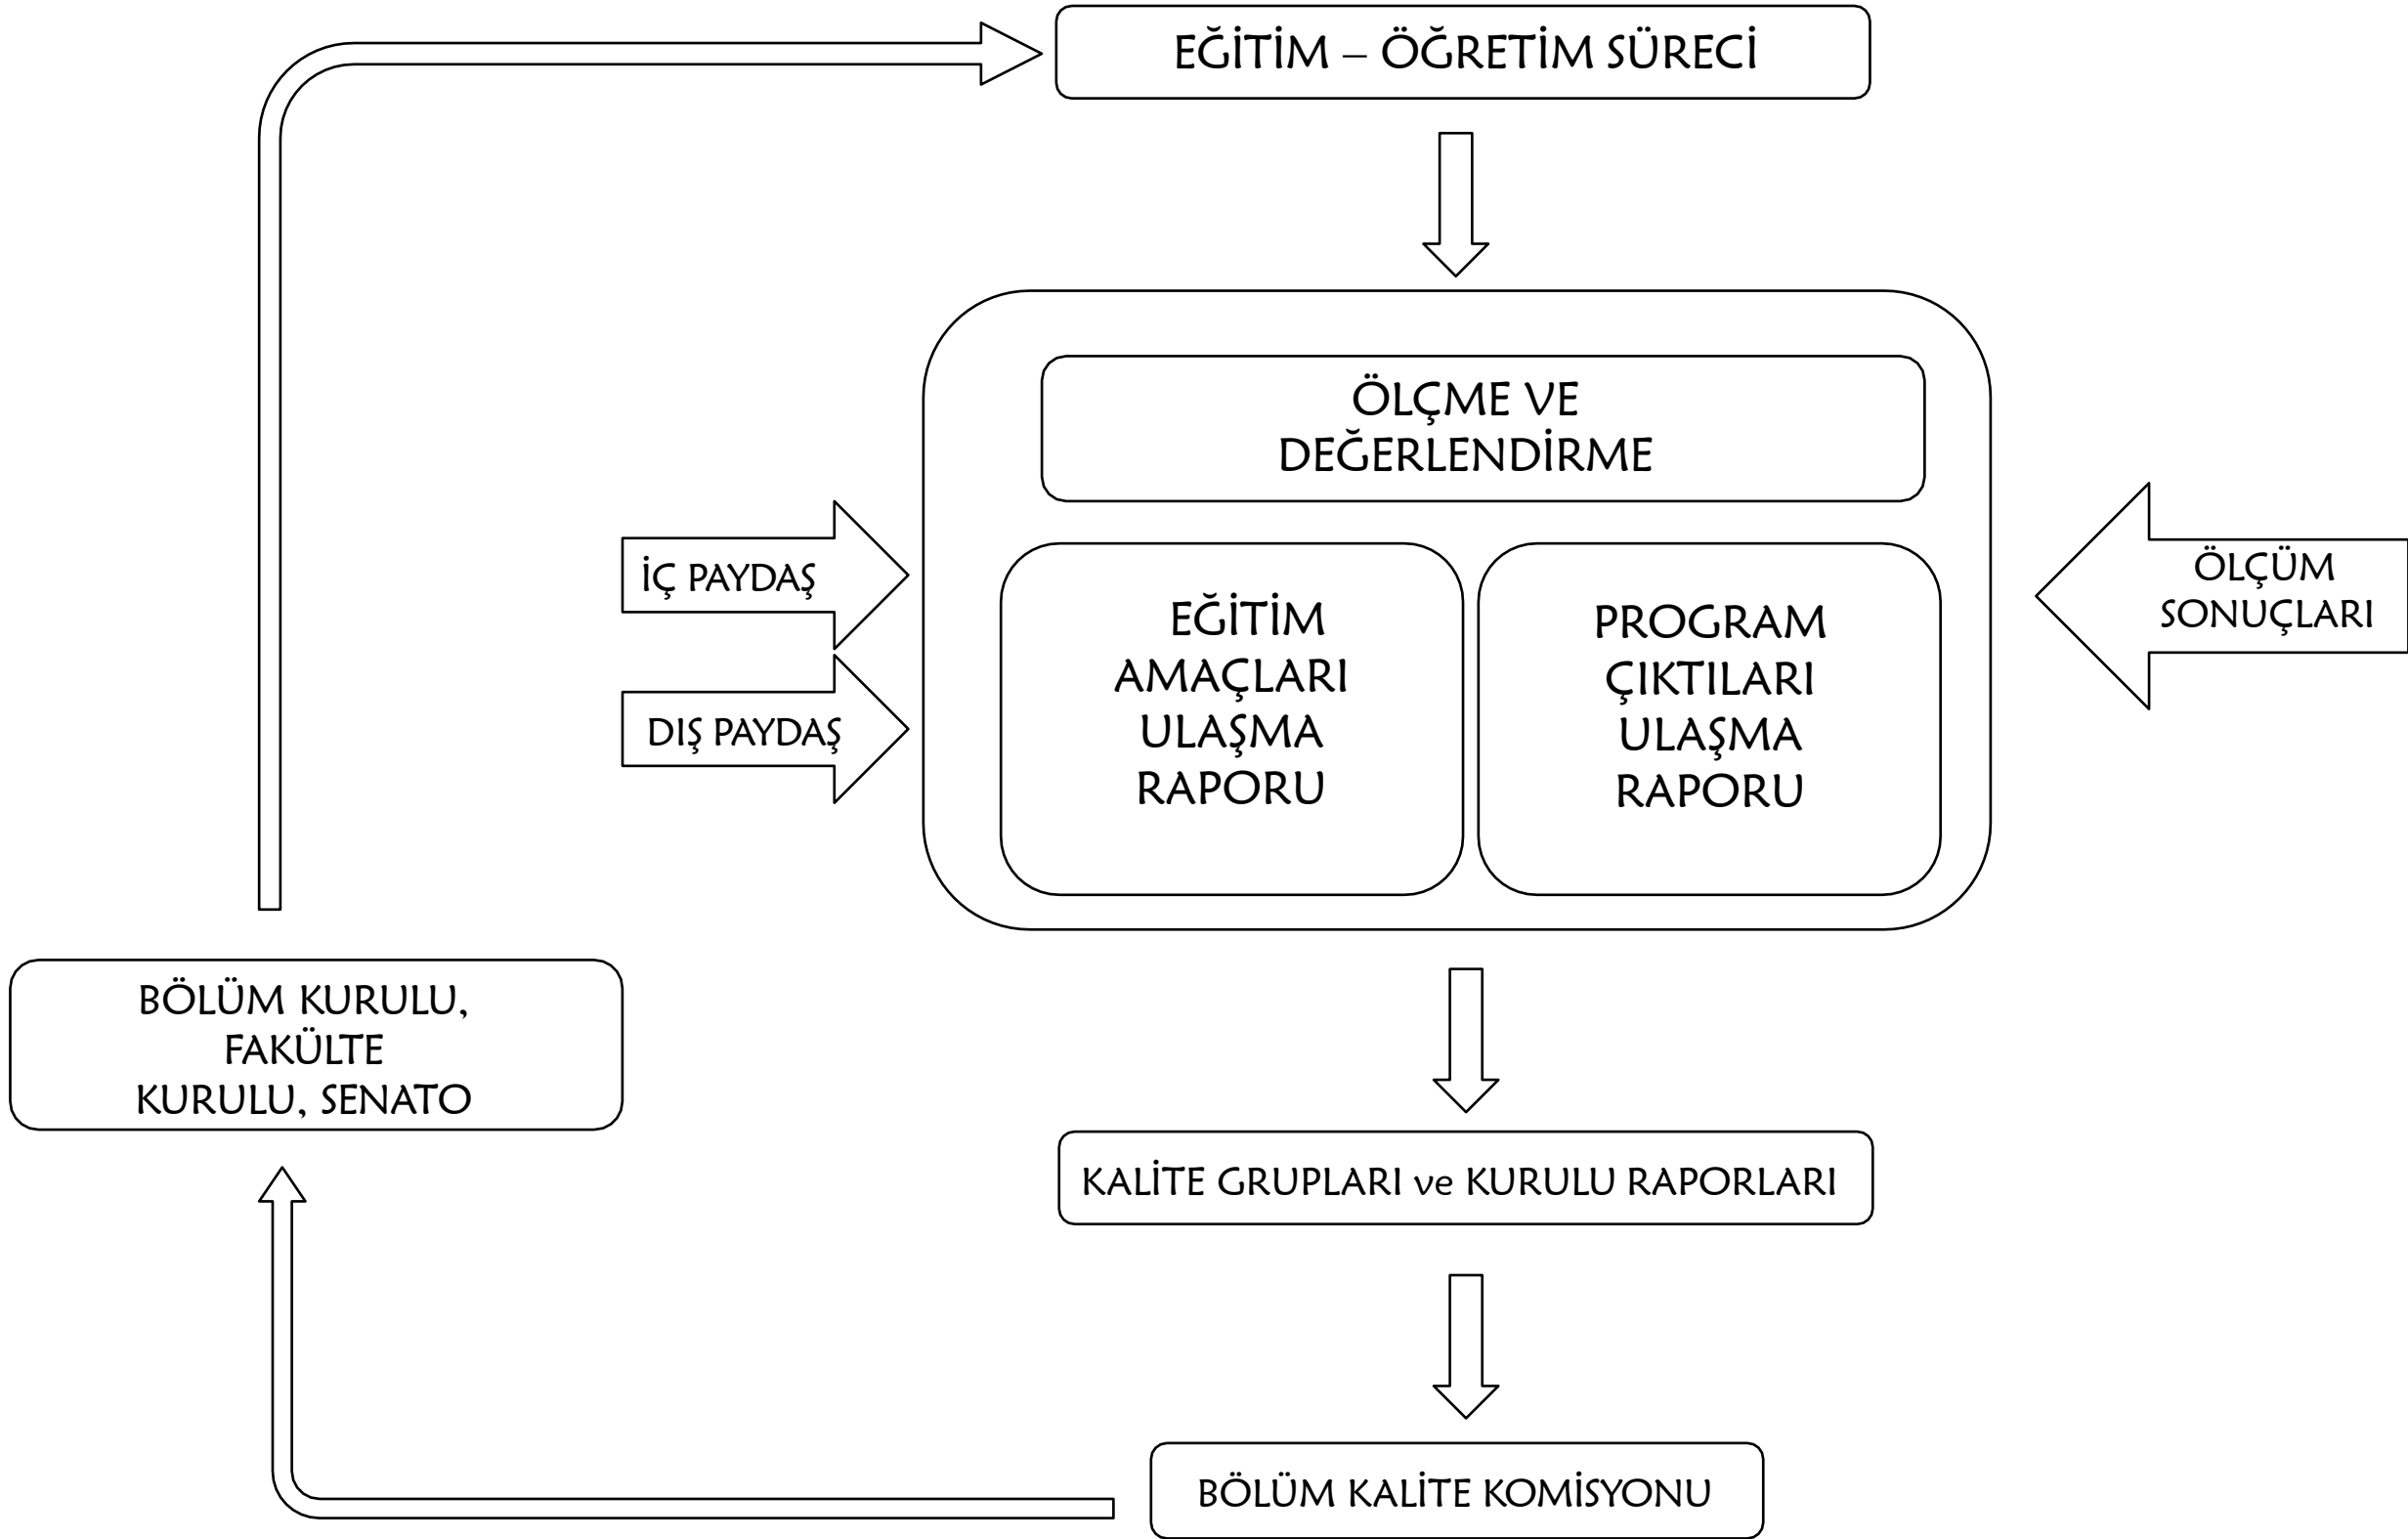 EĞİTİM – ÖĞRETİM SÜRECİ
ÖLÇME VE
DEĞERLENDİRME
İÇ PAYDAŞ
DIŞ PAYDAŞ
EĞİTİM
AMAÇLARI
ULAŞMA
RAPORU
PROGRAM
ÇIKTILARI
ULAŞMA
RAPORU
ÖLÇÜM
SONUÇLARI
BÖLÜM KURULU,
FAKÜLTE
KURULU, SENATO
KALİTE GRUPLARI ve KURULU RAPORLARI
BÖLÜM KALİTE KOMİSYONU